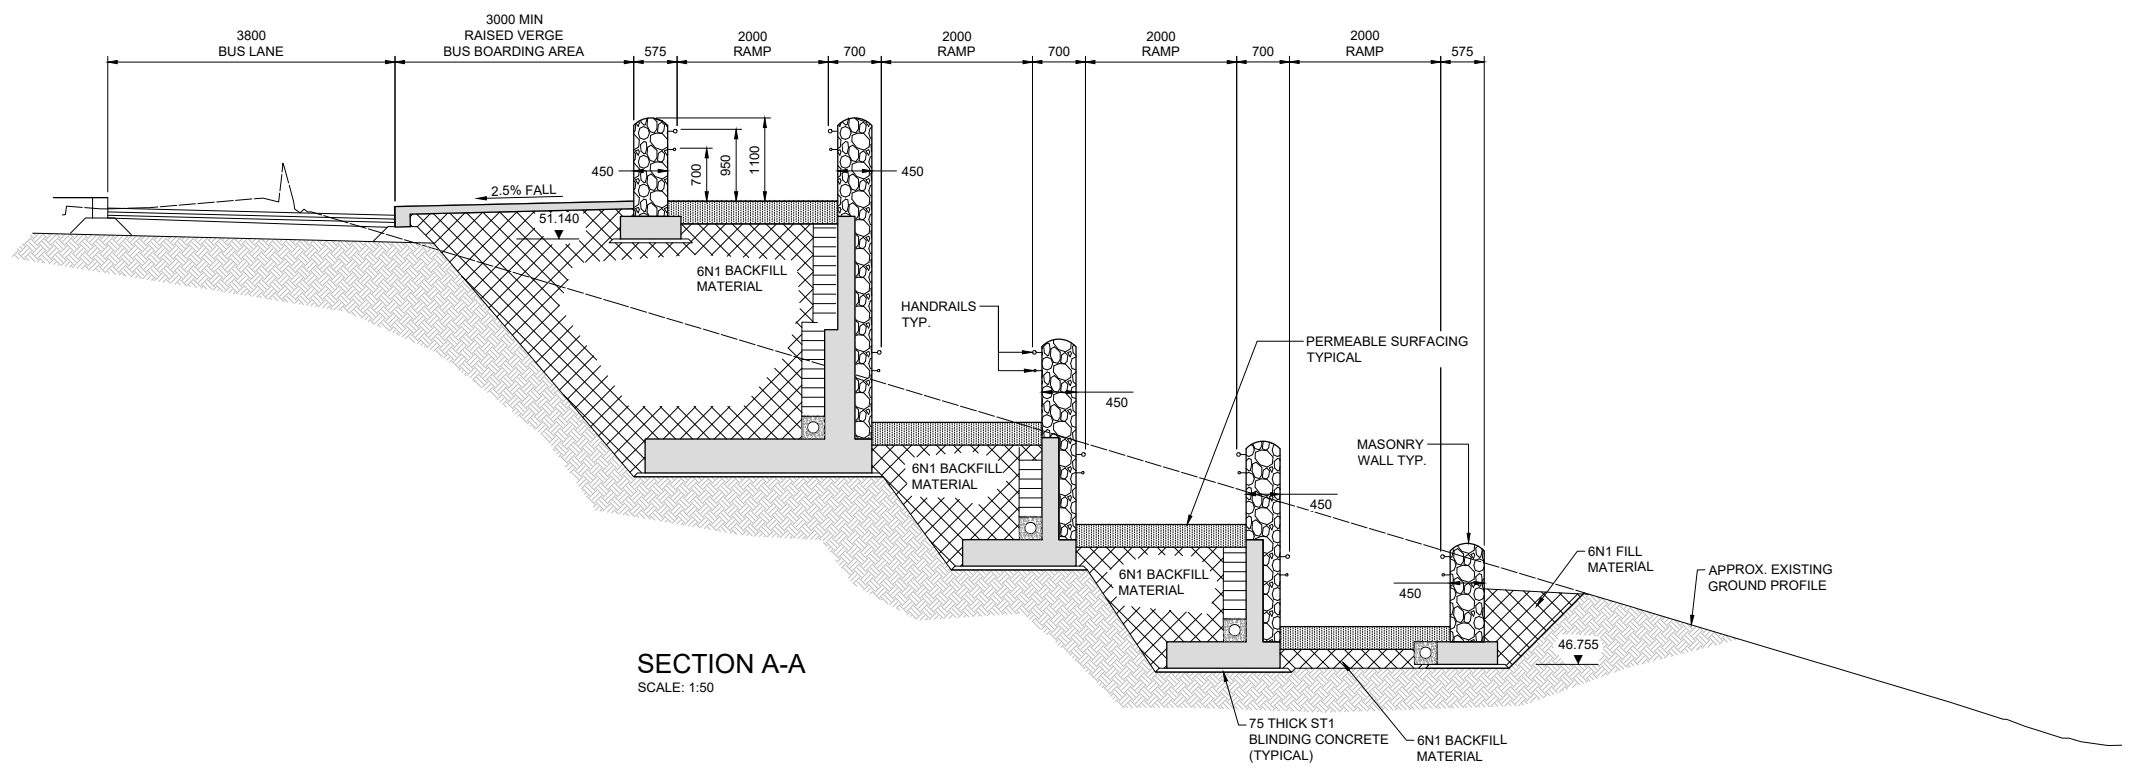 3800
BUS LANE
3000 MIN
RAISED VERGE
BUS BOARDING AREA
575
2000
RAMP
700
2000
RAMP
700
2000
RAMP
700
2000
RAMP
575
450
700
950
1100
450
2.5% FALL
51.140
6N1 BACKFILL
MATERIAL
HANDRAILS
TYP.
PERMEABLE SURFACING
TYPICAL
450
MASONRY
WALL TYP.
6N1 BACKFILL
MATERIAL
450
6N1 BACKFILL
MATERIAL
6N1 FILL
MATERIAL
APPROX. EXISTING
GROUND PROFILE
450
46.755
SECTION A-A
SCALE: 1:50
75 THICK ST1
BLINDING CONCRETE
(TYPICAL)
6N1 BACKFILL
MATERIAL